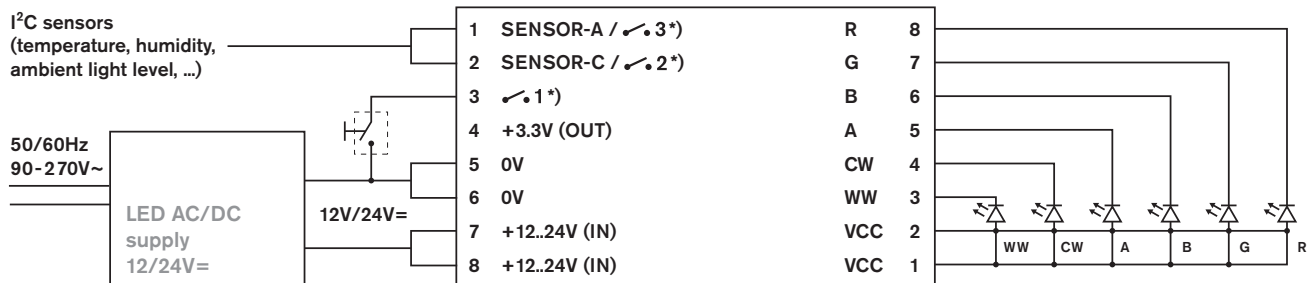 I²C sensors
(temperature, humidity,
ambient light level, ...)
50/60Hz
90-270V~
LED AC/DC
supply
12/24V=
12V/24V=
1 SENSOR-A / 3*)
2 SENSOR-C / 2*)
3 1*)
4 +3.3V (OUT)
5 0V
6 0V
7 +12..24V (IN)
8 +12..24V (IN)
R 8
G 7
B 6
A 5
CW 4
WW 3
VCC 2
VCC 1
WW CW A B G R